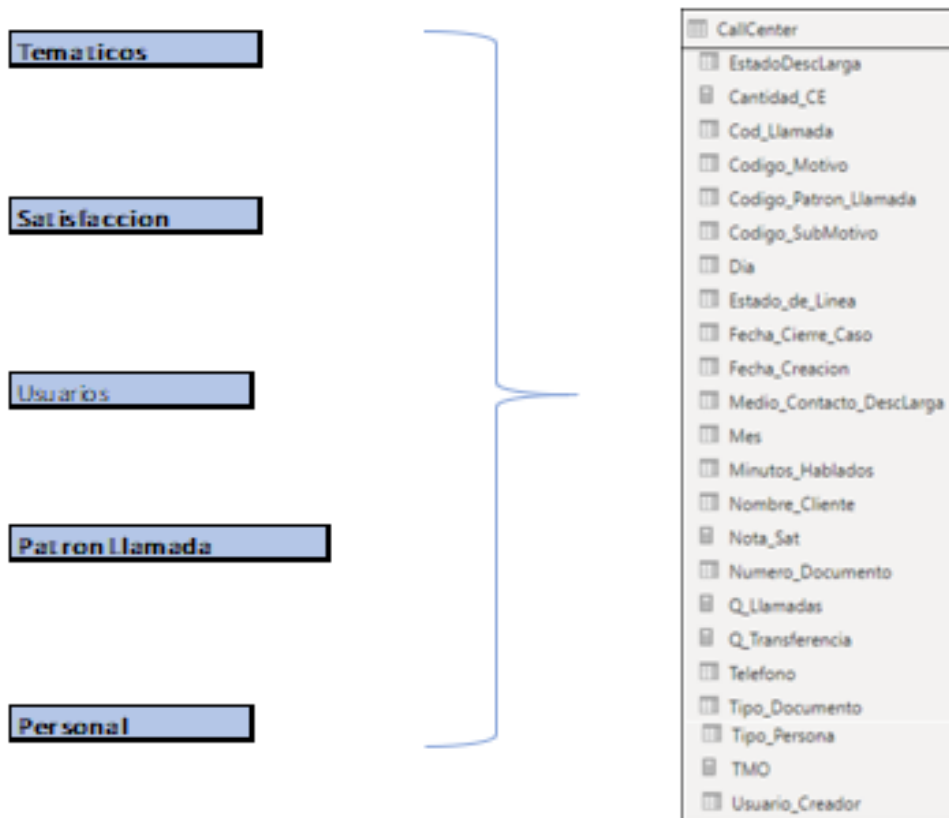 Tematicos
Satisfaccion
Usuarios
Patron Llamada
Personal
CallCenter
EstadoDescLarga
Cantidad_CE
Cod_Llamada
Codigo_Motivo
Codigo_Patron_Llamada
Codigo_SubMotivo
Dia
Estado_de_Linea
Fecha_Cierre_Caso
Fecha_Creacion
Medio_Contacto_DescLarga
Mes
Minutos_Hablados
Nombre_Cliente
Nota_Sat
Numero_Documento
Q_Llamadas
Q_Transferencia
Telefono
Tipo_Documento
Tipo_Persona
TMO
Usuario_Creador